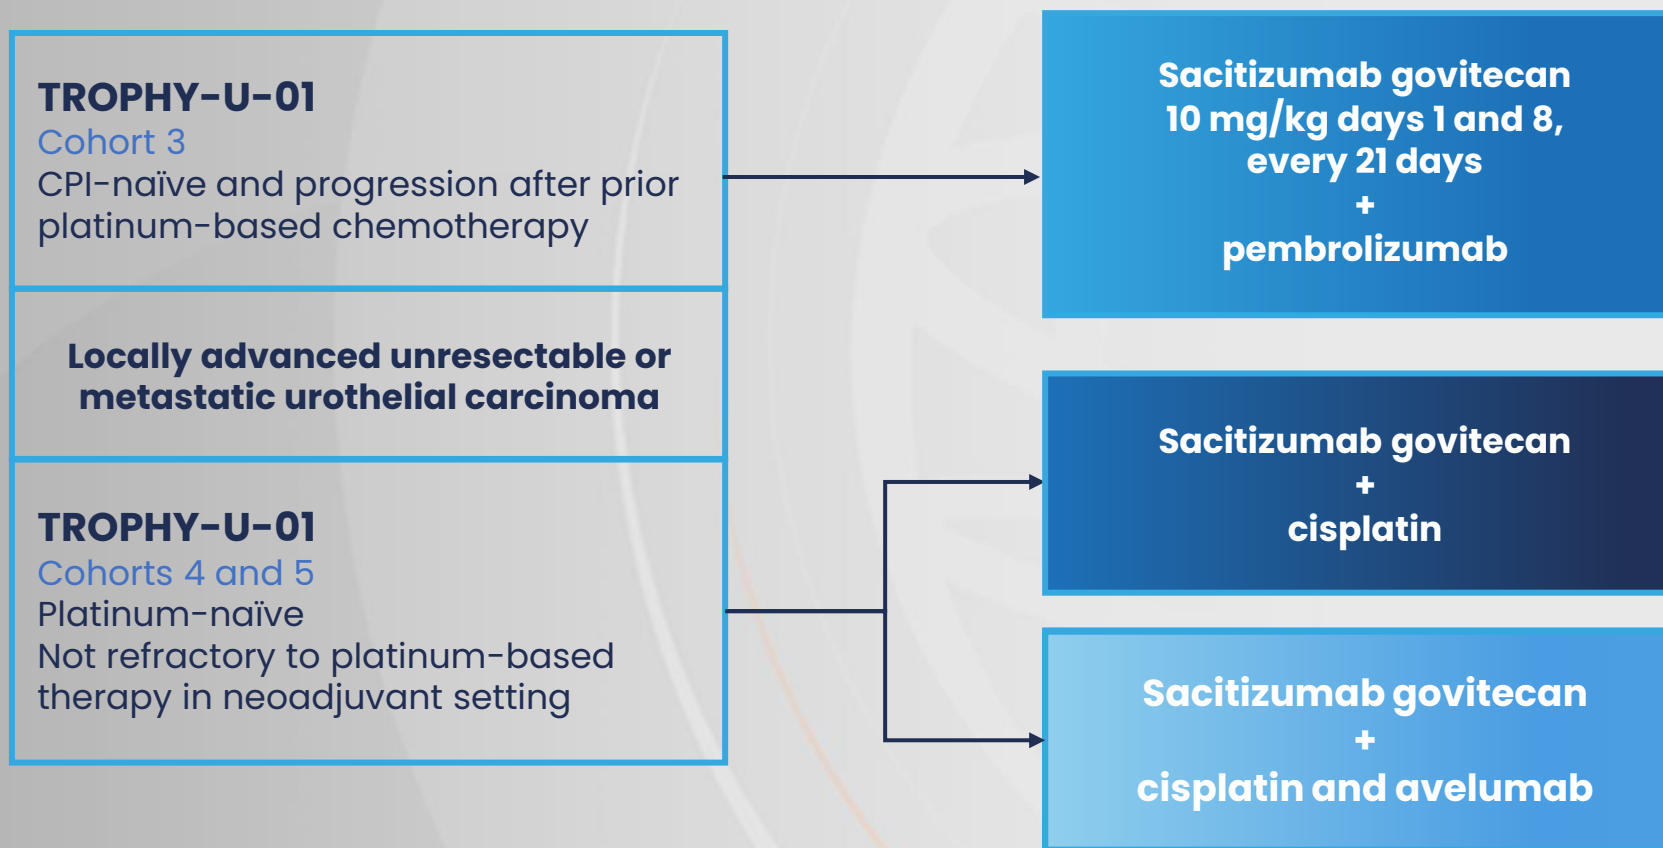 TROPHY-U-01
Cohort 3
CPI-naïve and progression after prior
platinum-based chemotherapy
Locally advanced unresectable or
metastatic urothelial carcinoma
TROPHY-U-01
Cohorts 4 and 5
Platinum-naïve
Not refractory to platinum-based
therapy in neoadjuvant setting
Sacitizumab govitecan
10 mg/kg days 1 and 8,
every 21 days
+
pembrolizumab
Sacitizumab govitecan
+
cisplatin
Sacitizumab govitecan
+
cisplatin and avelumab